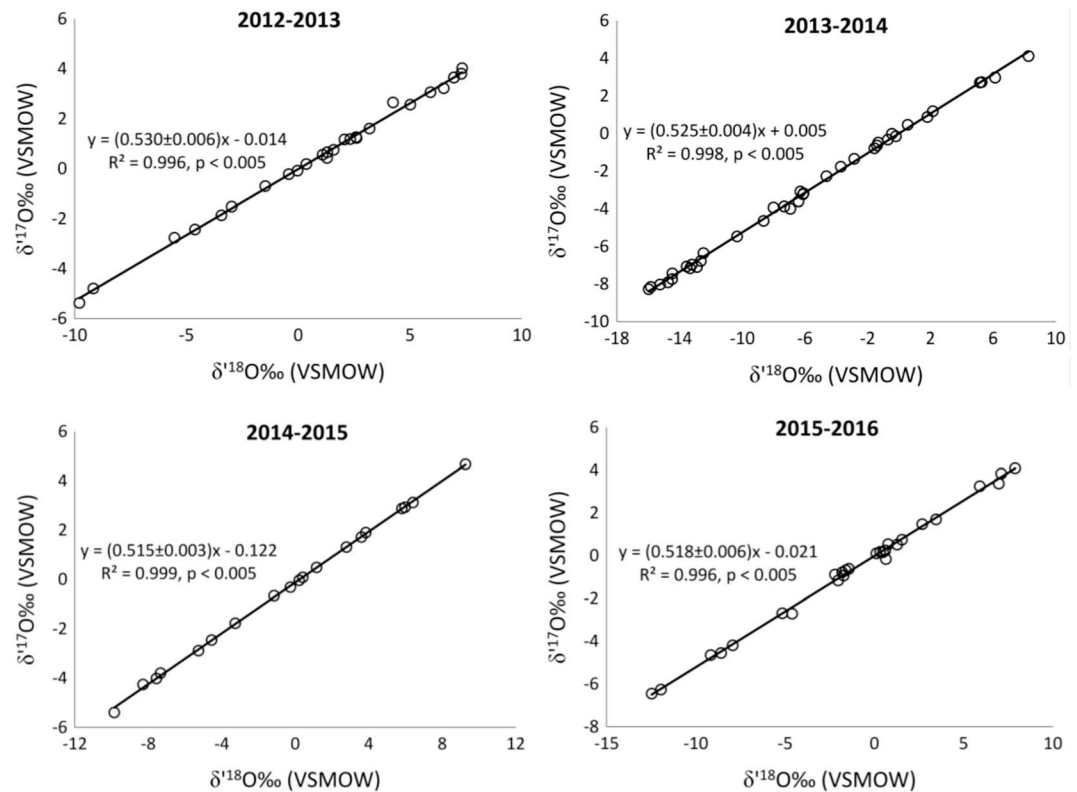 2012-2013
6
4
2
0
-2
-4
-6
δ'¹⁷O‰ (VSMOW)
y = (0.530±0.006)x - 0.014
R² = 0.996, p < 0.005
-10 -5 0 5 10
δ'¹⁸O‰ (VSMOW)
2013-2014
6
4
2
0
-2
-4
-6
-8
-10
δ'¹⁷O‰ (VSMOW)
y = (0.525±0.004)x + 0.005
R² = 0.998, p < 0.005
-18 -14 -10 -6 -2 2 6 10
δ'¹⁸O‰ (VSMOW)
2014-2015
6
4
2
0
-2
-4
-6
δ'¹⁷O‰ (VSMOW)
y = (0.515±0.003)x - 0.122
R² = 0.999, p < 0.005
-12 -8 -4 0 4 8 12
δ'¹⁸O‰ (VSMOW)
2015-2016
6
4
2
0
-2
-4
-6
-8
δ'¹⁷O‰ (VSMOW)
y = (0.518±0.006)x - 0.021
R² = 0.996, p < 0.005
-15 -10 -5 0 5 10
δ'¹⁸O‰ (VSMOW)